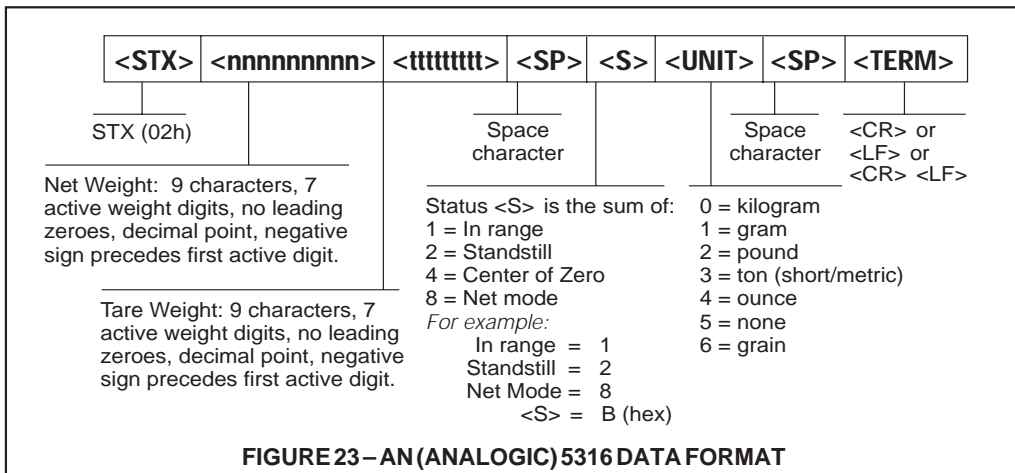 <STX> <nnnnnnnnn> <ttttttttt> <SP> <S> <UNIT> <SP> <TERM>
STX (02h)
Net Weight: 9 characters, 7
active weight digits, no leading
zeroes, decimal point, negative
sign precedes first active digit.
Tare Weight: 9 characters, 7
active weight digits, no leading
zeroes, decimal point, negative
sign precedes first active digit.
Space
character
Status <S> is the sum of:
1 = In range
2 = Standstill
4 = Center of Zero
8 = Net mode
For example:
In range = 1
Standstill = 2
Net Mode = 8
<S> = B (hex)
0 = kilogram
1 = gram
2 = pound
3 = ton (short/metric)
4 = ounce
5 = none
6 = grain
Space
character
<CR> or
<LF> or
<CR> <LF>
FIGURE 23 – AN (ANALOGIC) 5316 DATA FORMAT